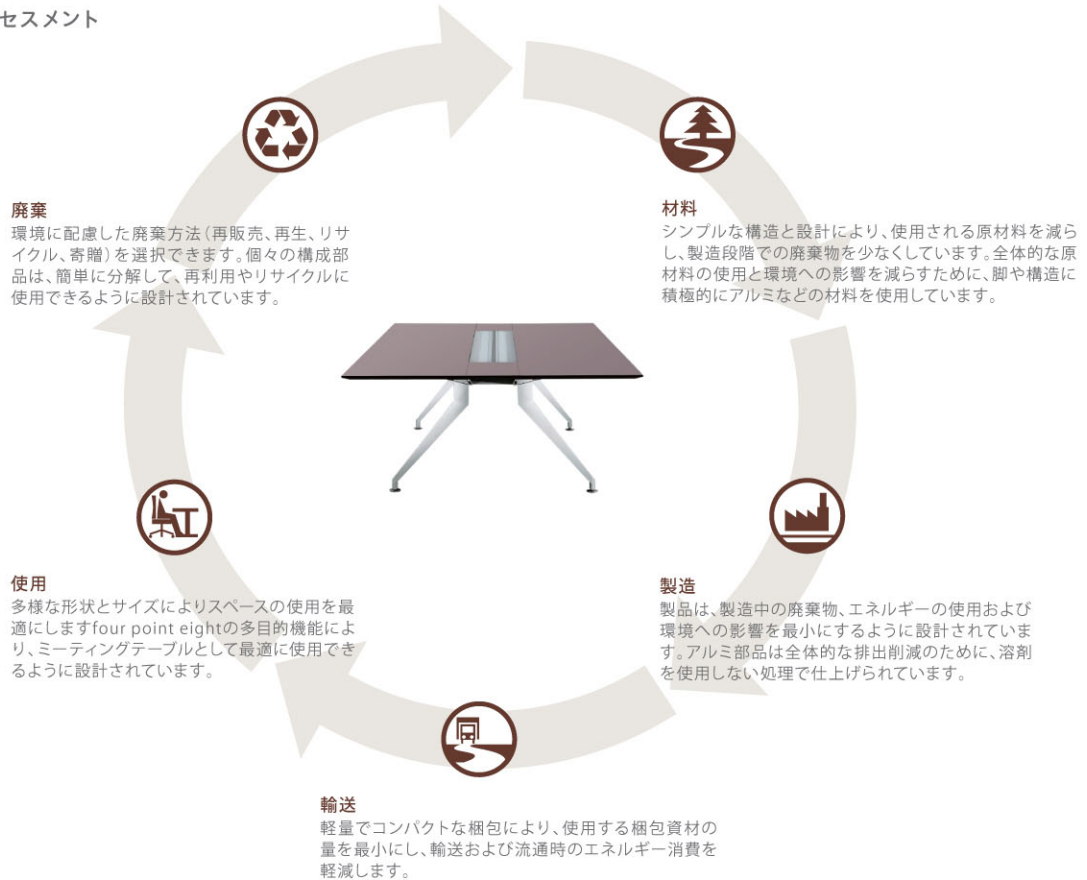 セスメント
廃棄
環境に配慮した廃棄方法（再販売、再生、リサ
イクル、寄贈）を選択できます。個々の構成部
品は、簡単に分解して、再利用やリサイクルに
使用できるように設計されています。
材料
シンプルな構造と設計により、使用される原材料を減ら
し、製造段階での廃棄物を少なくしています。全体的な原
材料の使用と環境への影響を減らすために、脚や構造に
積極的にアルミなどの材料を使用しています。
使用
多様な形状とサイズによりスペースの使用を最
適にしますfour point eightの多目的機能によ
り、ミーティングテーブルとして最適に使用でき
るように設計されています。
製造
製品は、製造中の廃棄物、エネルギーの使用および
環境への影響を最小にするように設計されていま
す。アルミ部品は全体的な排出削減のために、溶剤
を使用しない処理で仕上げられています。
輸送
軽量でコンパクトな梱包により、使用する梱包資材の
量を最小にし、輸送および流通時のエネルギー消費を
軽減します。